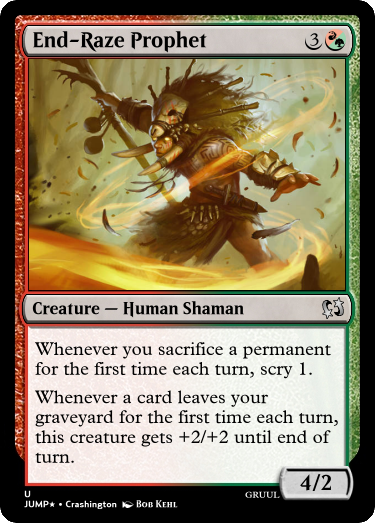 End-Raze Prophet 3
Creature — Human Shaman
Whenever you sacrifice a permanent
for the first time each turn, scry 1.
Whenever a card leaves your
graveyard for the first time each turn,
this creature gets +2/+2 until end of
turn.
4/2
U GRUUL
JUMP★ • Crashington Bob Kehl